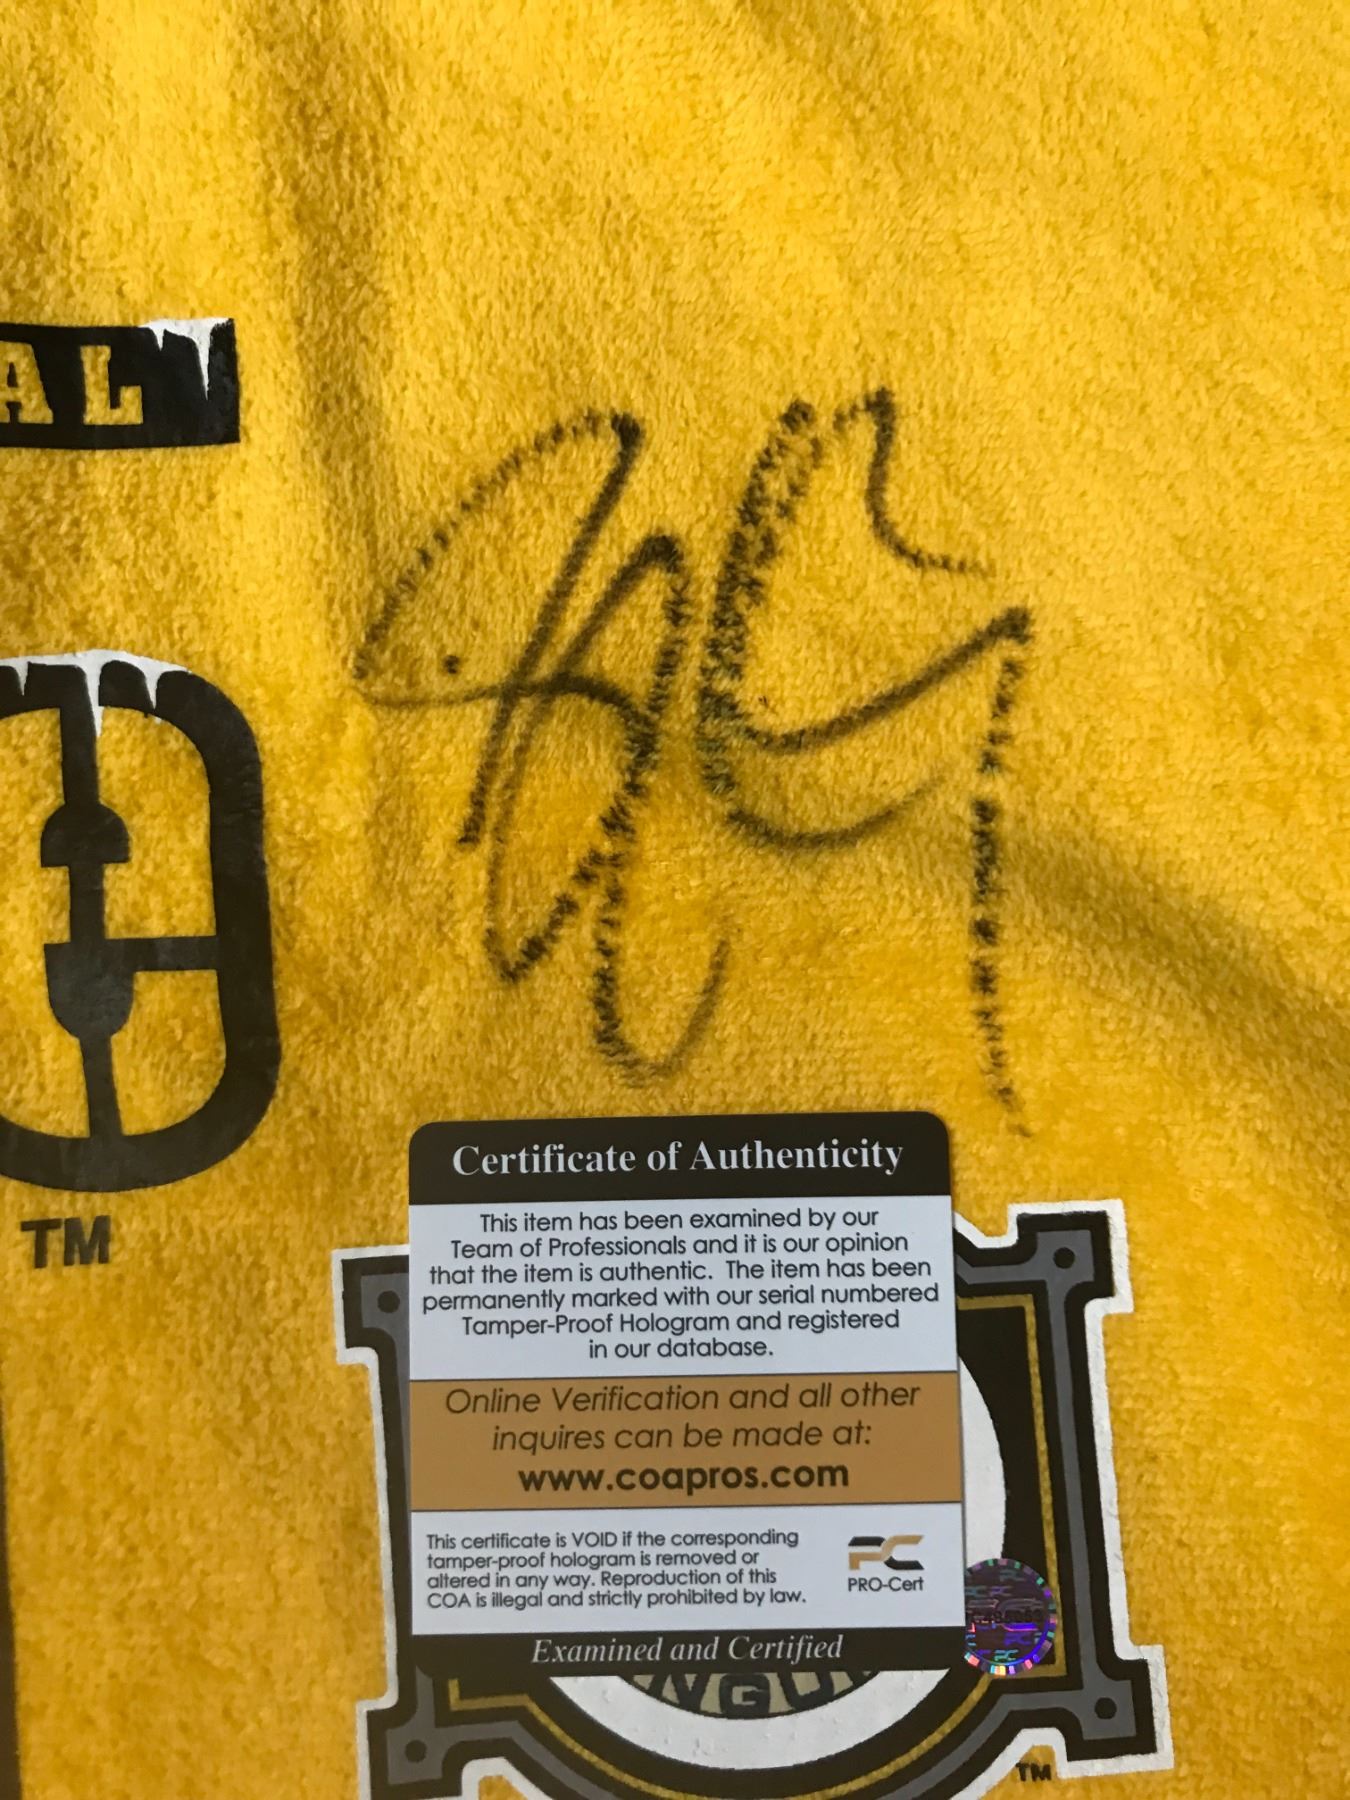 AL
TM
Certificate of Authenticity
This item has been examined by our
Team of Professionals and it is our opinion
that the item is authentic. The item has been
permanently marked with our serial numbered
Tamper-Proof Hologram and registered
in our database.
Online Verification and all other
inquires can be made at:
www.coapros.com
This certificate is VOID if the corresponding
tamper-proof hologram is removed or
altered in any way. Reproduction of this
COA is illegal and strictly prohibited by law.
PC
PRO-Cert
Examined and Certified
NGU
TM